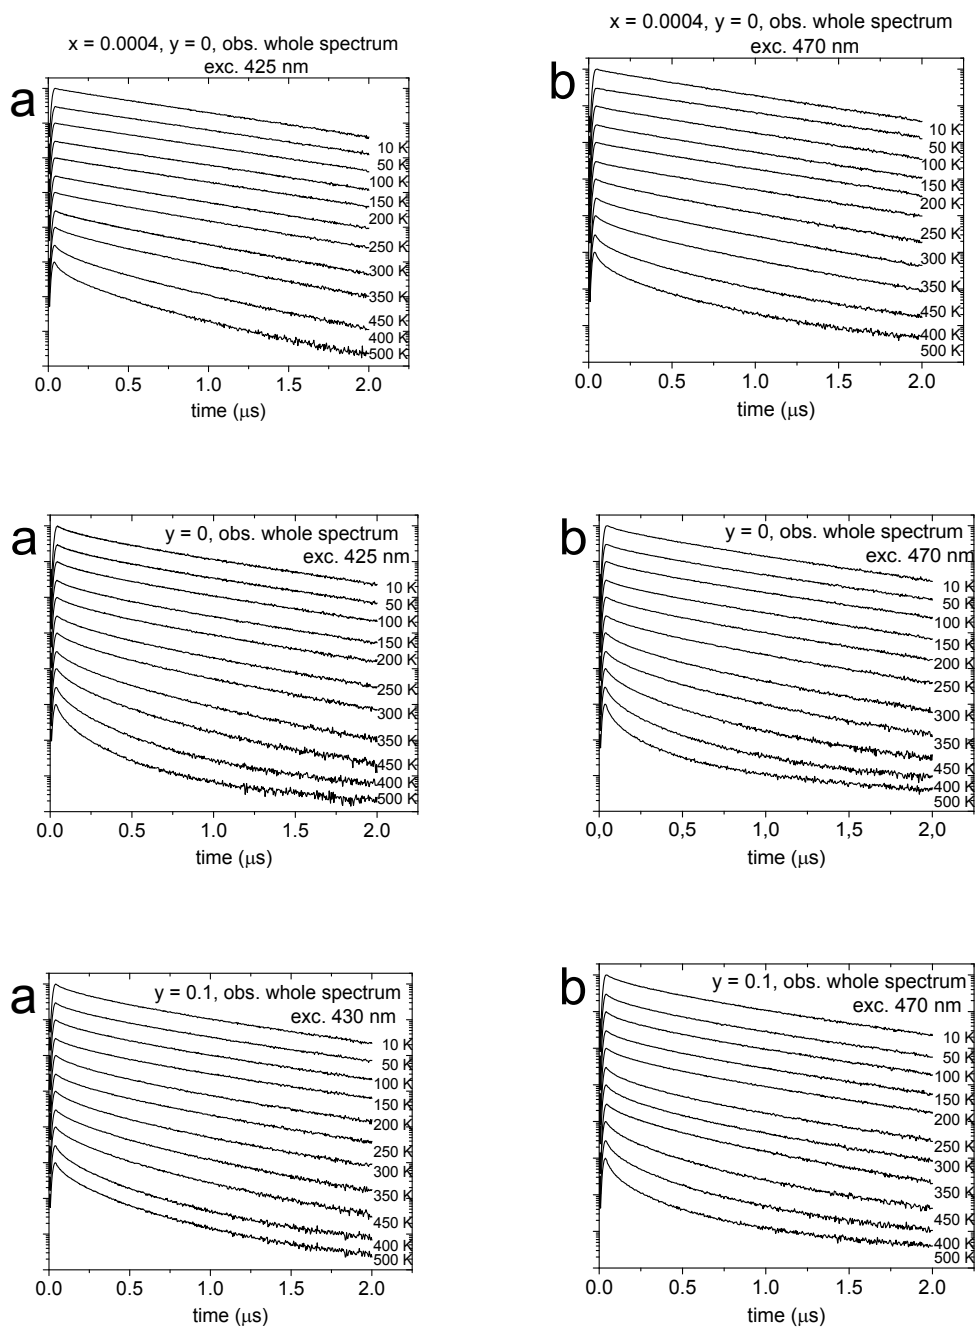 x = 0.0004, y = 0, obs. whole spectrum
exc. 425 nm
a
10 K
50 K
100 K
150 K
200 K
250 K
300 K
350 K
450 K
400 K
500 K
0.0 0.5 1.0 1.5 2.0
time (μs)
x = 0.0004, y = 0, obs. whole spectrum
exc. 470 nm
b
10 K
50 K
100 K
150 K
200 K
250 K
300 K
350 K
450 K
400 K
500 K
0.0 0.5 1.0 1.5 2.0
time (μs)
a
y = 0, obs. whole spectrum
exc. 425 nm
10 K
50 K
100 K
150 K
200 K
250 K
300 K
350 K
450 K
400 K
500 K
0.0 0.5 1.0 1.5 2.0
time (μs)
b
y = 0, obs. whole spectrum
exc. 470 nm
10 K
50 K
100 K
150 K
200 K
250 K
300 K
350 K
450 K
400 K
500 K
0,0 0,5 1,0 1,5 2,0
time (μs)
a
y = 0.1, obs. whole spectrum
exc. 430 nm
10 K
50 K
100 K
150 K
200 K
250 K
300 K
350 K
450 K
400 K
500 K
0.0 0.5 1.0 1.5 2.0
time (μs)
b
y = 0.1, obs. whole spectrum
exc. 470 nm
10 K
50 K
100 K
150 K
200 K
250 K
300 K
350 K
450 K
400 K
500 K
0.0 0.5 1.0 1.5 2.0
time (μs)